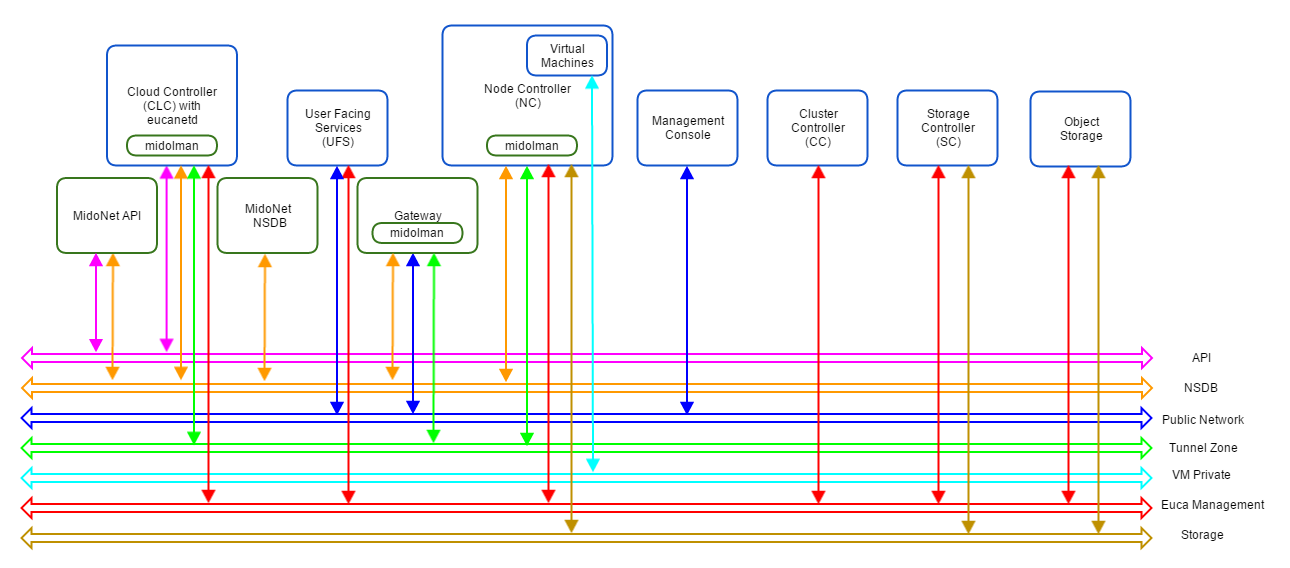 Cloud Controller
(CLC) with
eucanetd
midolman
User Facing
Services
(UFS)
Virtual
Machines
Node Controller
(NC)
midolman
Management
Console
Cluster
Controller
(CC)
Storage
Controller
(SC)
Object
Storage
MidoNet API
MidoNet
NSDB
Gateway
midolman
API
NSDB
Public Network
Tunnel Zone
VM Private
Euca Management
Storage